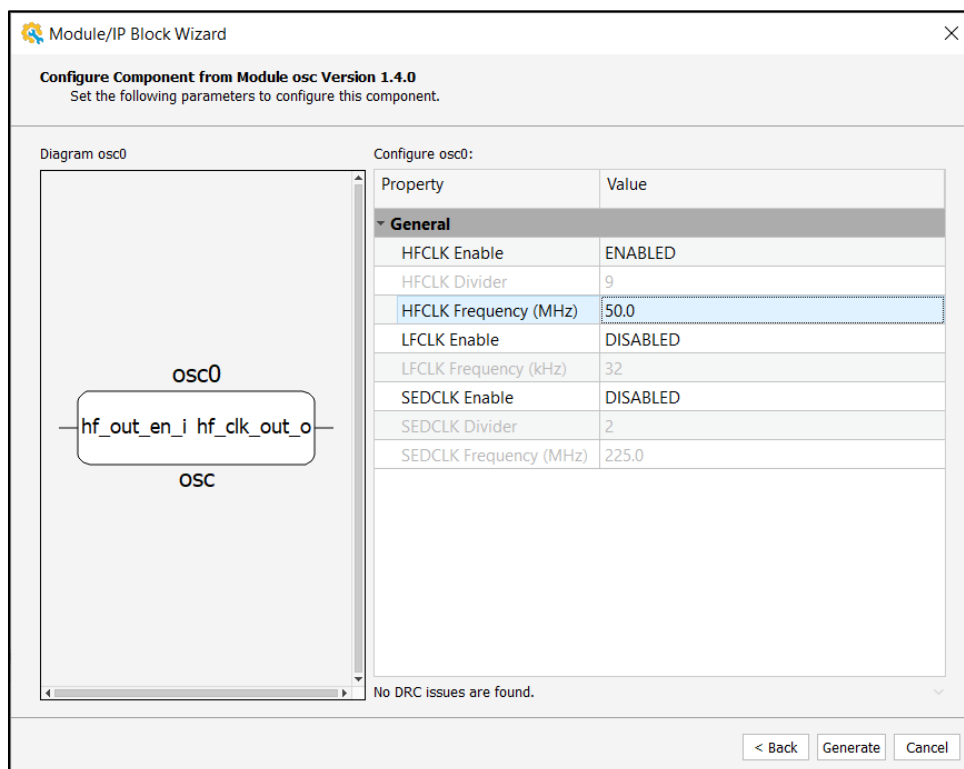 Module/IP Block Wizard
Configure Component from Module osc Version 1.4.0
Set the following parameters to configure this component.
Diagram osc0
Configure osc0:
Property Value
General
HFCLK Enable ENABLED
HFCLK Divider 9
HFCLK Frequency (MHz) 50.0
LFCLK Enable DISABLED
LFCLK Frequency (kHz) 32
SEDCLK Enable DISABLED
SEDCLK Divider 2
SEDCLK Frequency (MHz) 225.0
osc0
hf_out_en_i hf_clk_out_o
osc
No DRC issues are found.
< Back Generate Cancel